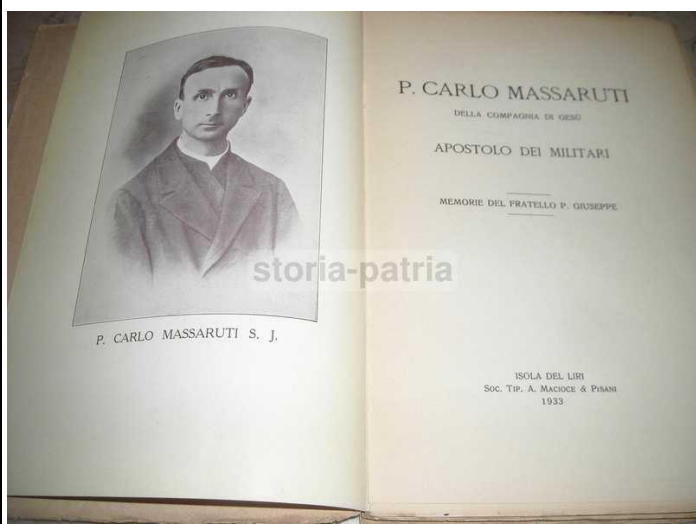 P. CARLO MASSARUTI S. J.
P. CARLO MASSARUTI
DELLA COMPAGNIA DI GESÙ
APOSTOLO DEI MILITARI
MEMORIE DEL FRATELLO P. GIUSEPPE
ISOLA DEL LIRI
SOC. TIP. A. MACIOCE & PISANI
1933
storia-patria